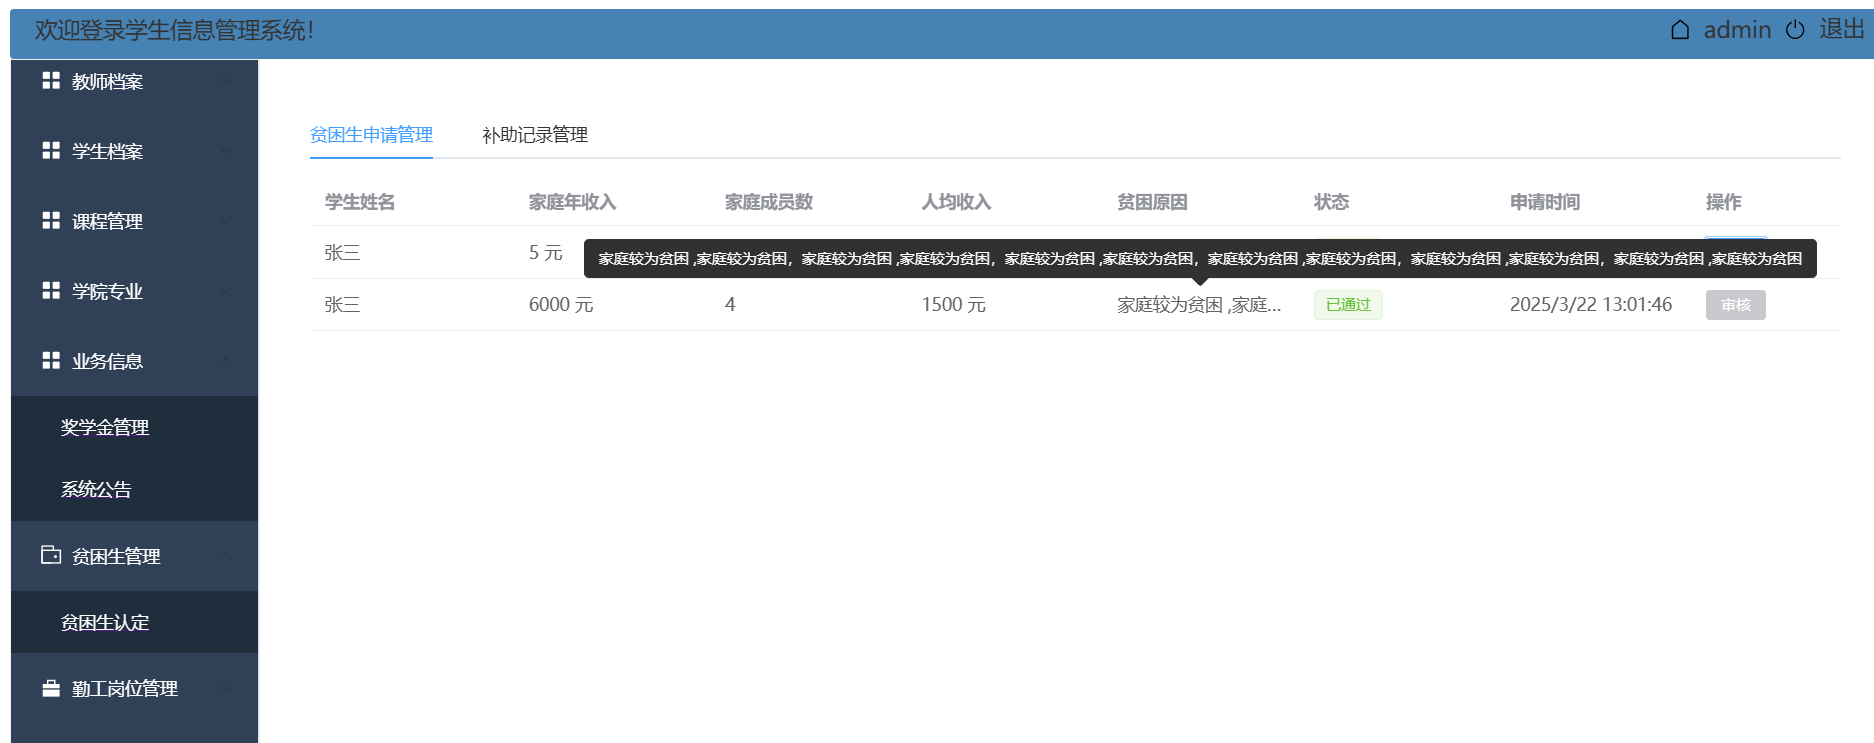 欢迎登录学生信息管理系统!
admin 退出
教师档案
学生档案
课程管理
学院专业
业务信息
奖学金管理
系统公告
贫困生管理
贫困生认定
勤工岗位管理
贫困生申请管理 补助记录管理
学生姓名 家庭年收入 家庭成员数 人均收入 贫困原因 状态 申请时间 操作
张三 5 元
家庭较为贫困 ,家庭较为贫困，家庭较为贫困 ,家庭较为贫困，家庭较为贫困 ,家庭较为贫困，家庭较为贫困 ,家庭较为贫困，家庭较为贫困 ,家庭较为贫困，家庭较为贫困 ,家庭较为贫困
张三 6000 元 4 1500 元 家庭较为贫困 ,家庭... 已通过 2025/3/22 13:01:46 审核